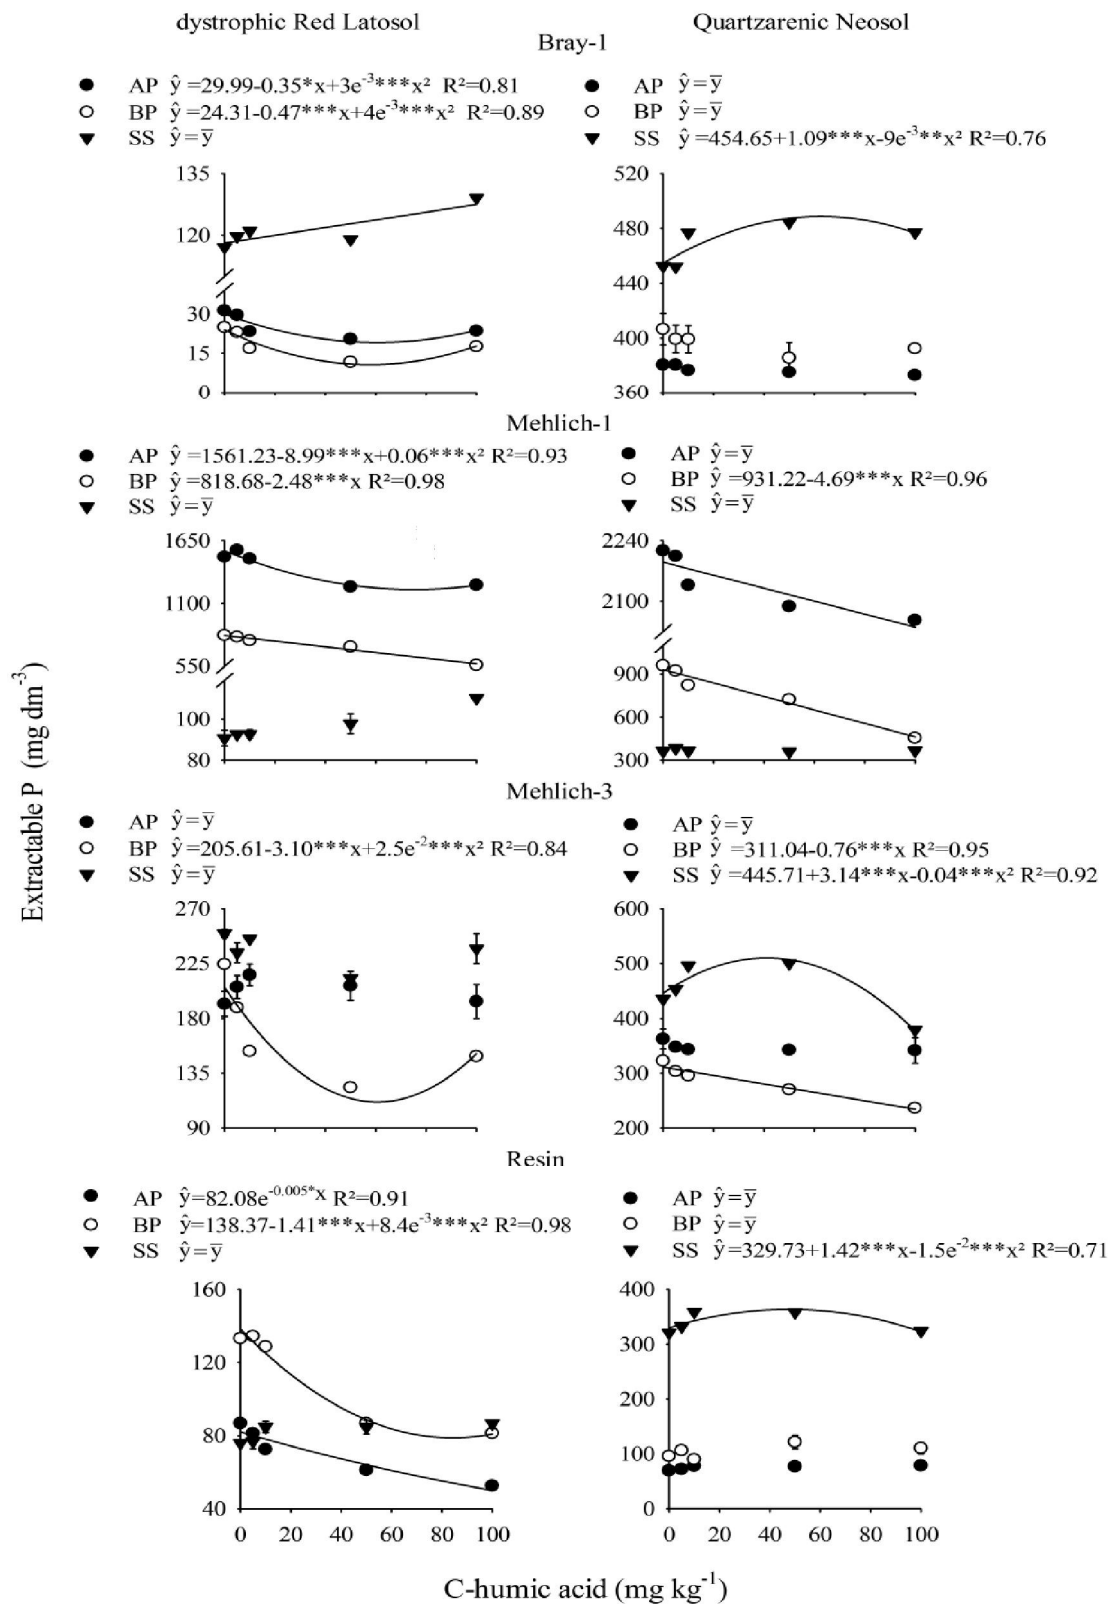 dystrophic Red Latosol Quartzarenic Neosol
Bray-1
AP ŷ=29.99-0.35*x+3e⁻³***x² R²=0.81
BP ŷ=24.31-0.47***x+4e⁻³***x² R²=0.89
SS ŷ=y̅
AP ŷ=y̅
BP ŷ=y̅
SS ŷ=454.65+1.09***x-9e⁻³**x² R²=0.76
135
120
30
15
0
520
480
440
400
360
Mehlich-1
AP ŷ=1561.23-8.99***x+0.06***x² R²=0.93
BP ŷ=818.68-2.48***x R²=0.98
SS ŷ=y̅
AP ŷ=y̅
BP ŷ=931.22-4.69***x R²=0.96
SS ŷ=y̅
1650
1100
550
100
80
2240
2100
900
600
300
Mehlich-3
AP ŷ=y̅
BP ŷ=205.61-3.10***x+2.5e⁻²***x² R²=0.84
SS ŷ=y̅
AP ŷ=y̅
BP ŷ=311.04-0.76***x R²=0.95
SS ŷ=445.71+3.14***x-0.04***x² R²=0.92
270
225
180
135
90
600
500
400
300
200
Resin
AP ŷ=82.08e⁻⁰·⁰⁰⁵*x R²=0.91
BP ŷ=138.37-1.41***x+8.4e⁻³***x² R²=0.98
SS ŷ=y̅
AP ŷ=y̅
BP ŷ=y̅
SS ŷ=329.73+1.42***x-1.5e⁻²***x² R²=0.71
160
120
80
40
0 20 40 60 80 100
400
300
200
100
0
0 20 40 60 80 100
Extractable P (mg dm⁻³)
C-humic acid (mg kg⁻¹)